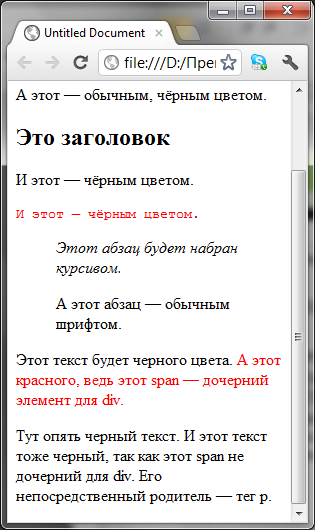 Untitled Document
file:///D:/Преп
А этот — обычным, чёрным цветом.
Это заголовок
И этот — чёрным цветом.
И этот — чёрным цветом.
Этот абзац будет набран
курсивом.
А этот абзац — обычным
шрифтом.
Этот текст будет черного цвета. А этот
красного, ведь этот span — дочерний
элемент для div.
Тут опять черный текст. И этот текст
тоже черный, так как этот span не
дочерний для div. Его
непосредственный родитель — тег p.